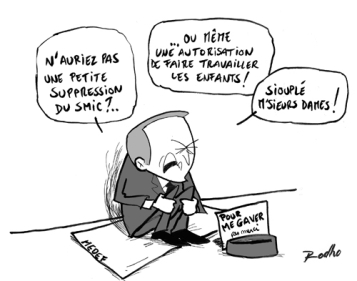 N'AURIEZ PAS
UNE PETITE
SUPPRESSION
DU SMIC?..
... OU MÊME
UNE AUTORISATION
DE FAIRE TRAVAILLER
LES ENFANTS!
SIOUPLÉ
M'SIEURS DAMES!
MEDEF
POUR
ME GAVER
merci
Rodho